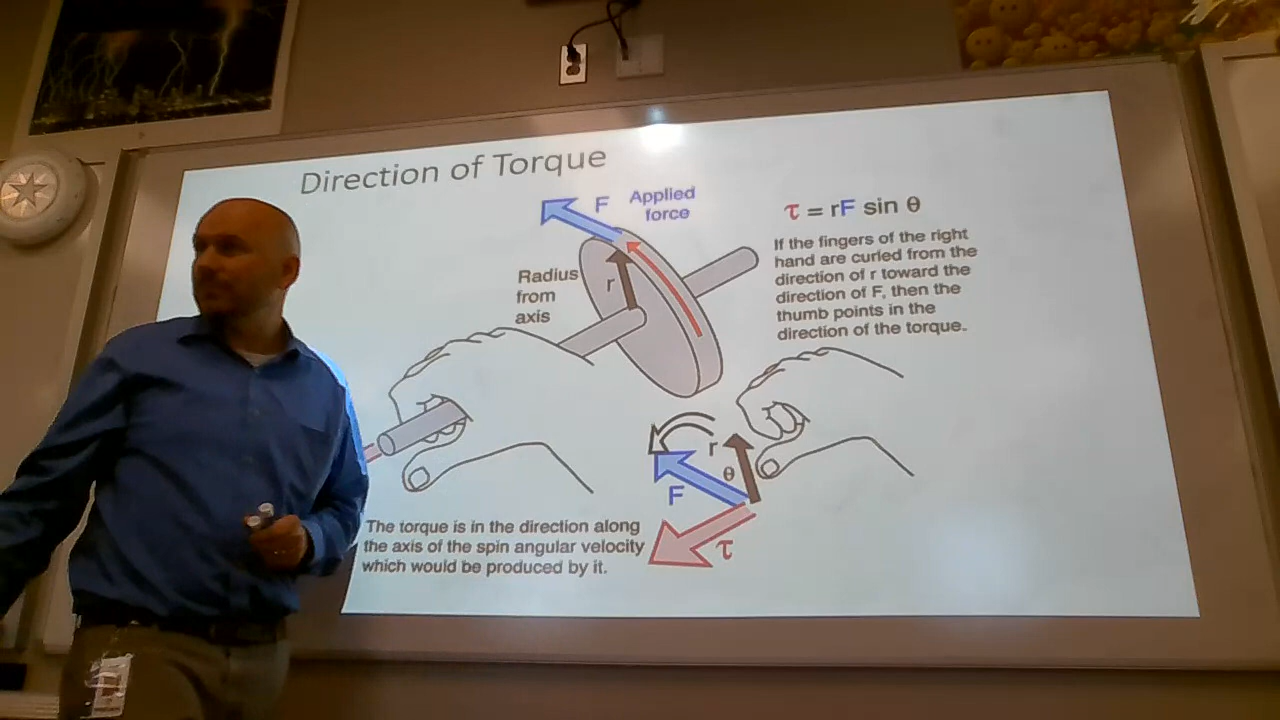 Direction of Torque
F
Applied
force
Radius
from
axis
r
τ = rF sin θ
If the fingers of the right
hand are curled from the
direction of r toward the
direction of F, then the
thumb points in the
direction of the torque.
r
θ
F
τ
The torque is in the direction along
the axis of the spin angular velocity
which would be produced by it.